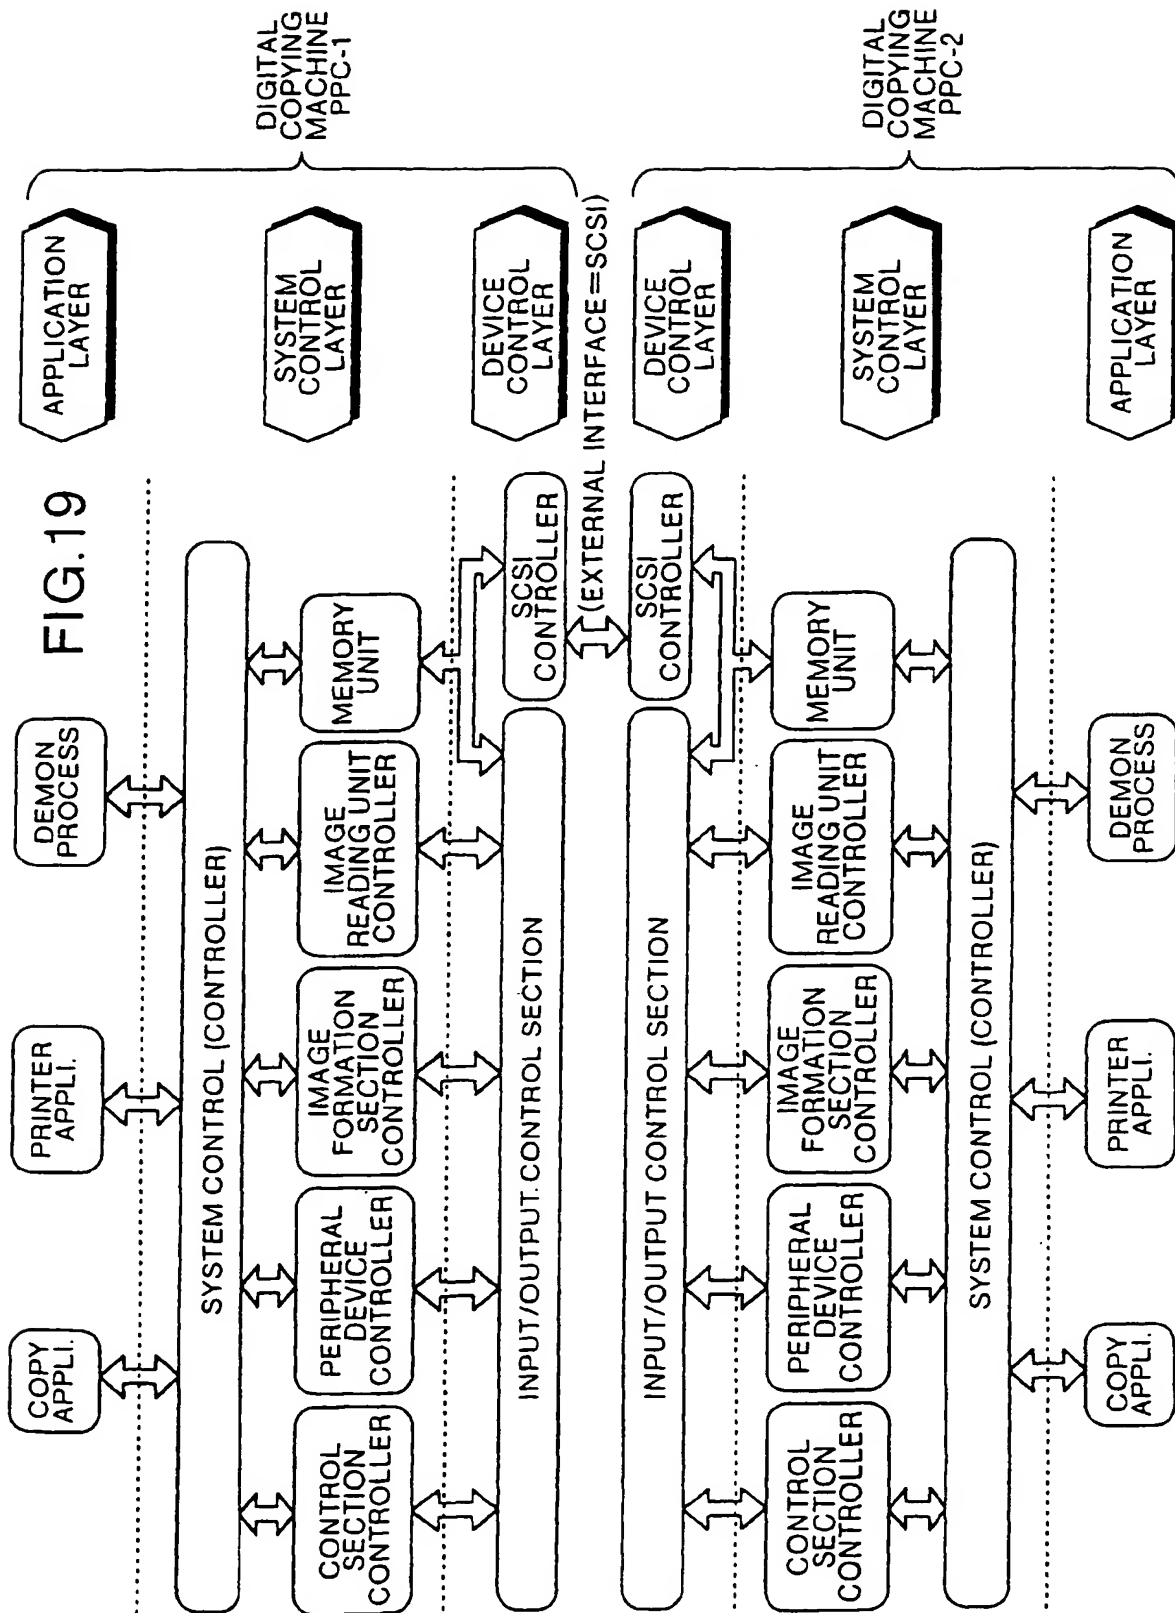 FIG.19
COPY
APPLI.
PRINTER
APPLI.
DEMON
PROCESS
APPLICATION
LAYER
SYSTEM CONTROL (CONTROLLER)
CONTROL
SECTION
CONTROLLER
PERIPHERAL
DEVICE
CONTROLLER
IMAGE
FORMATION
SECTION
CONTROLLER
IMAGE
READING UNIT
CONTROLLER
MEMORY
UNIT
SYSTEM
CONTROL
LAYER
DIGITAL
COPYING
MACHINE
PPC-1
INPUT/OUTPUT CONTROL SECTION
SCSI
CONTROLLER
DEVICE
CONTROL
LAYER
(EXTERNAL INTERFACE=SCSI)
INPUT/OUTPUT CONTROL SECTION
SCSI
CONTROLLER
DEVICE
CONTROL
LAYER
CONTROL
SECTION
CONTROLLER
PERIPHERAL
DEVICE
CONTROLLER
IMAGE
FORMATION
SECTION
CONTROLLER
IMAGE
READING UNIT
CONTROLLER
MEMORY
UNIT
SYSTEM
CONTROL
LAYER
DIGITAL
COPYING
MACHINE
PPC-2
SYSTEM CONTROL (CONTROLLER)
COPY
APPLI.
PRINTER
APPLI.
DEMON
PROCESS
APPLICATION
LAYER